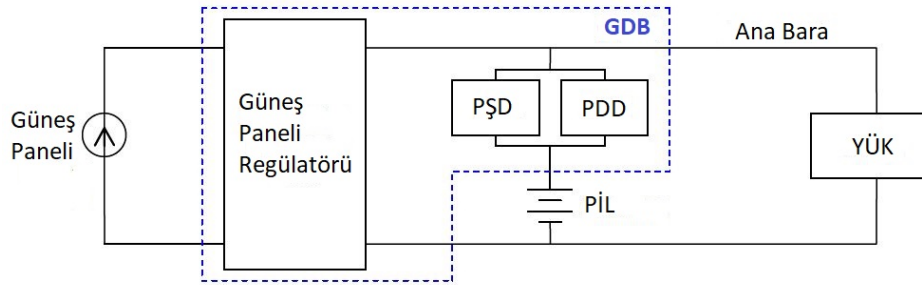 GDB
Ana Bara
Güneş
Paneli
Güneş
Paneli
Regülatörü
PŞD
PDD
YÜK
PİL